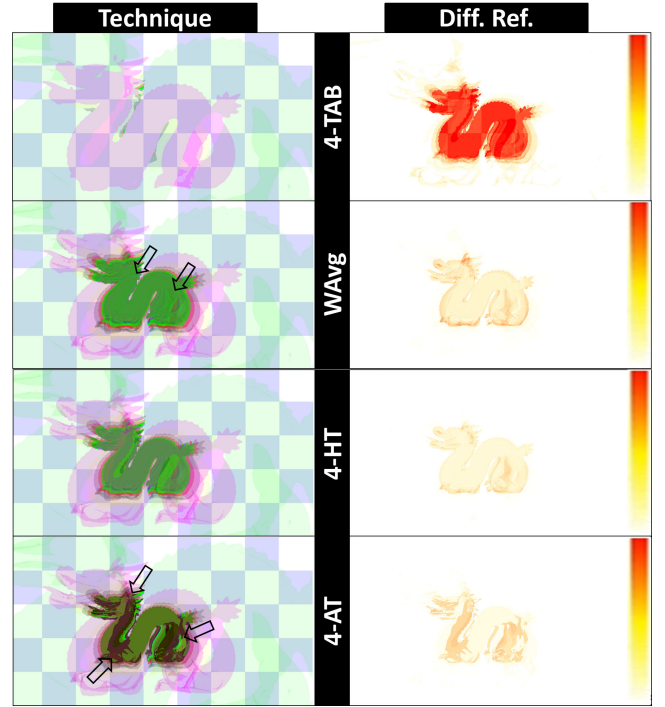 Technique
Diff. Ref.
4-TAB
WAvg
4-HT
4-AT